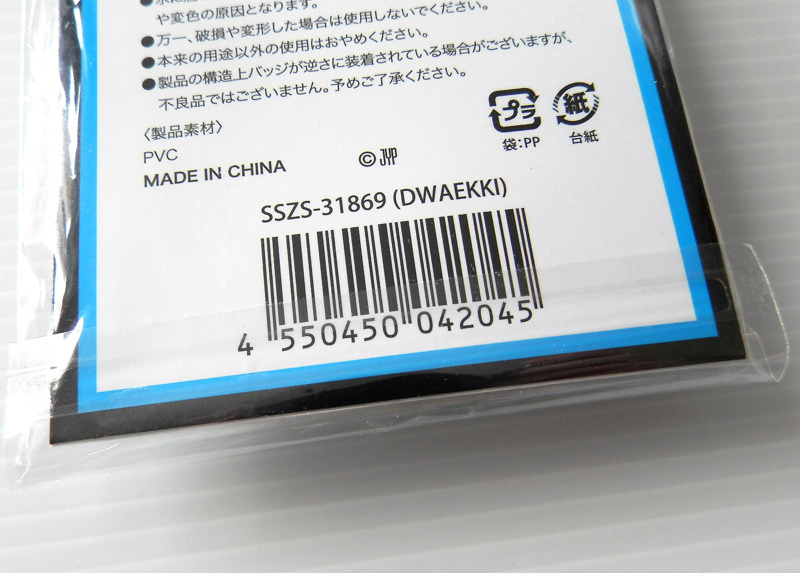 や変色の原因となります。
●万一、破損や変形した場合は使用しないでください。
●本来の用途以外の使用はおやめください。
●製品の構造上バッジが逆さに装着されている場合がございますが、
不良品ではございません。予めご了承ください。
〈製品素材〉
PVC
MADE IN CHINA
© JYP
プラ
袋:PP
紙
台紙
SSZS-31869 (DWAEKKI)
4 550450 042045